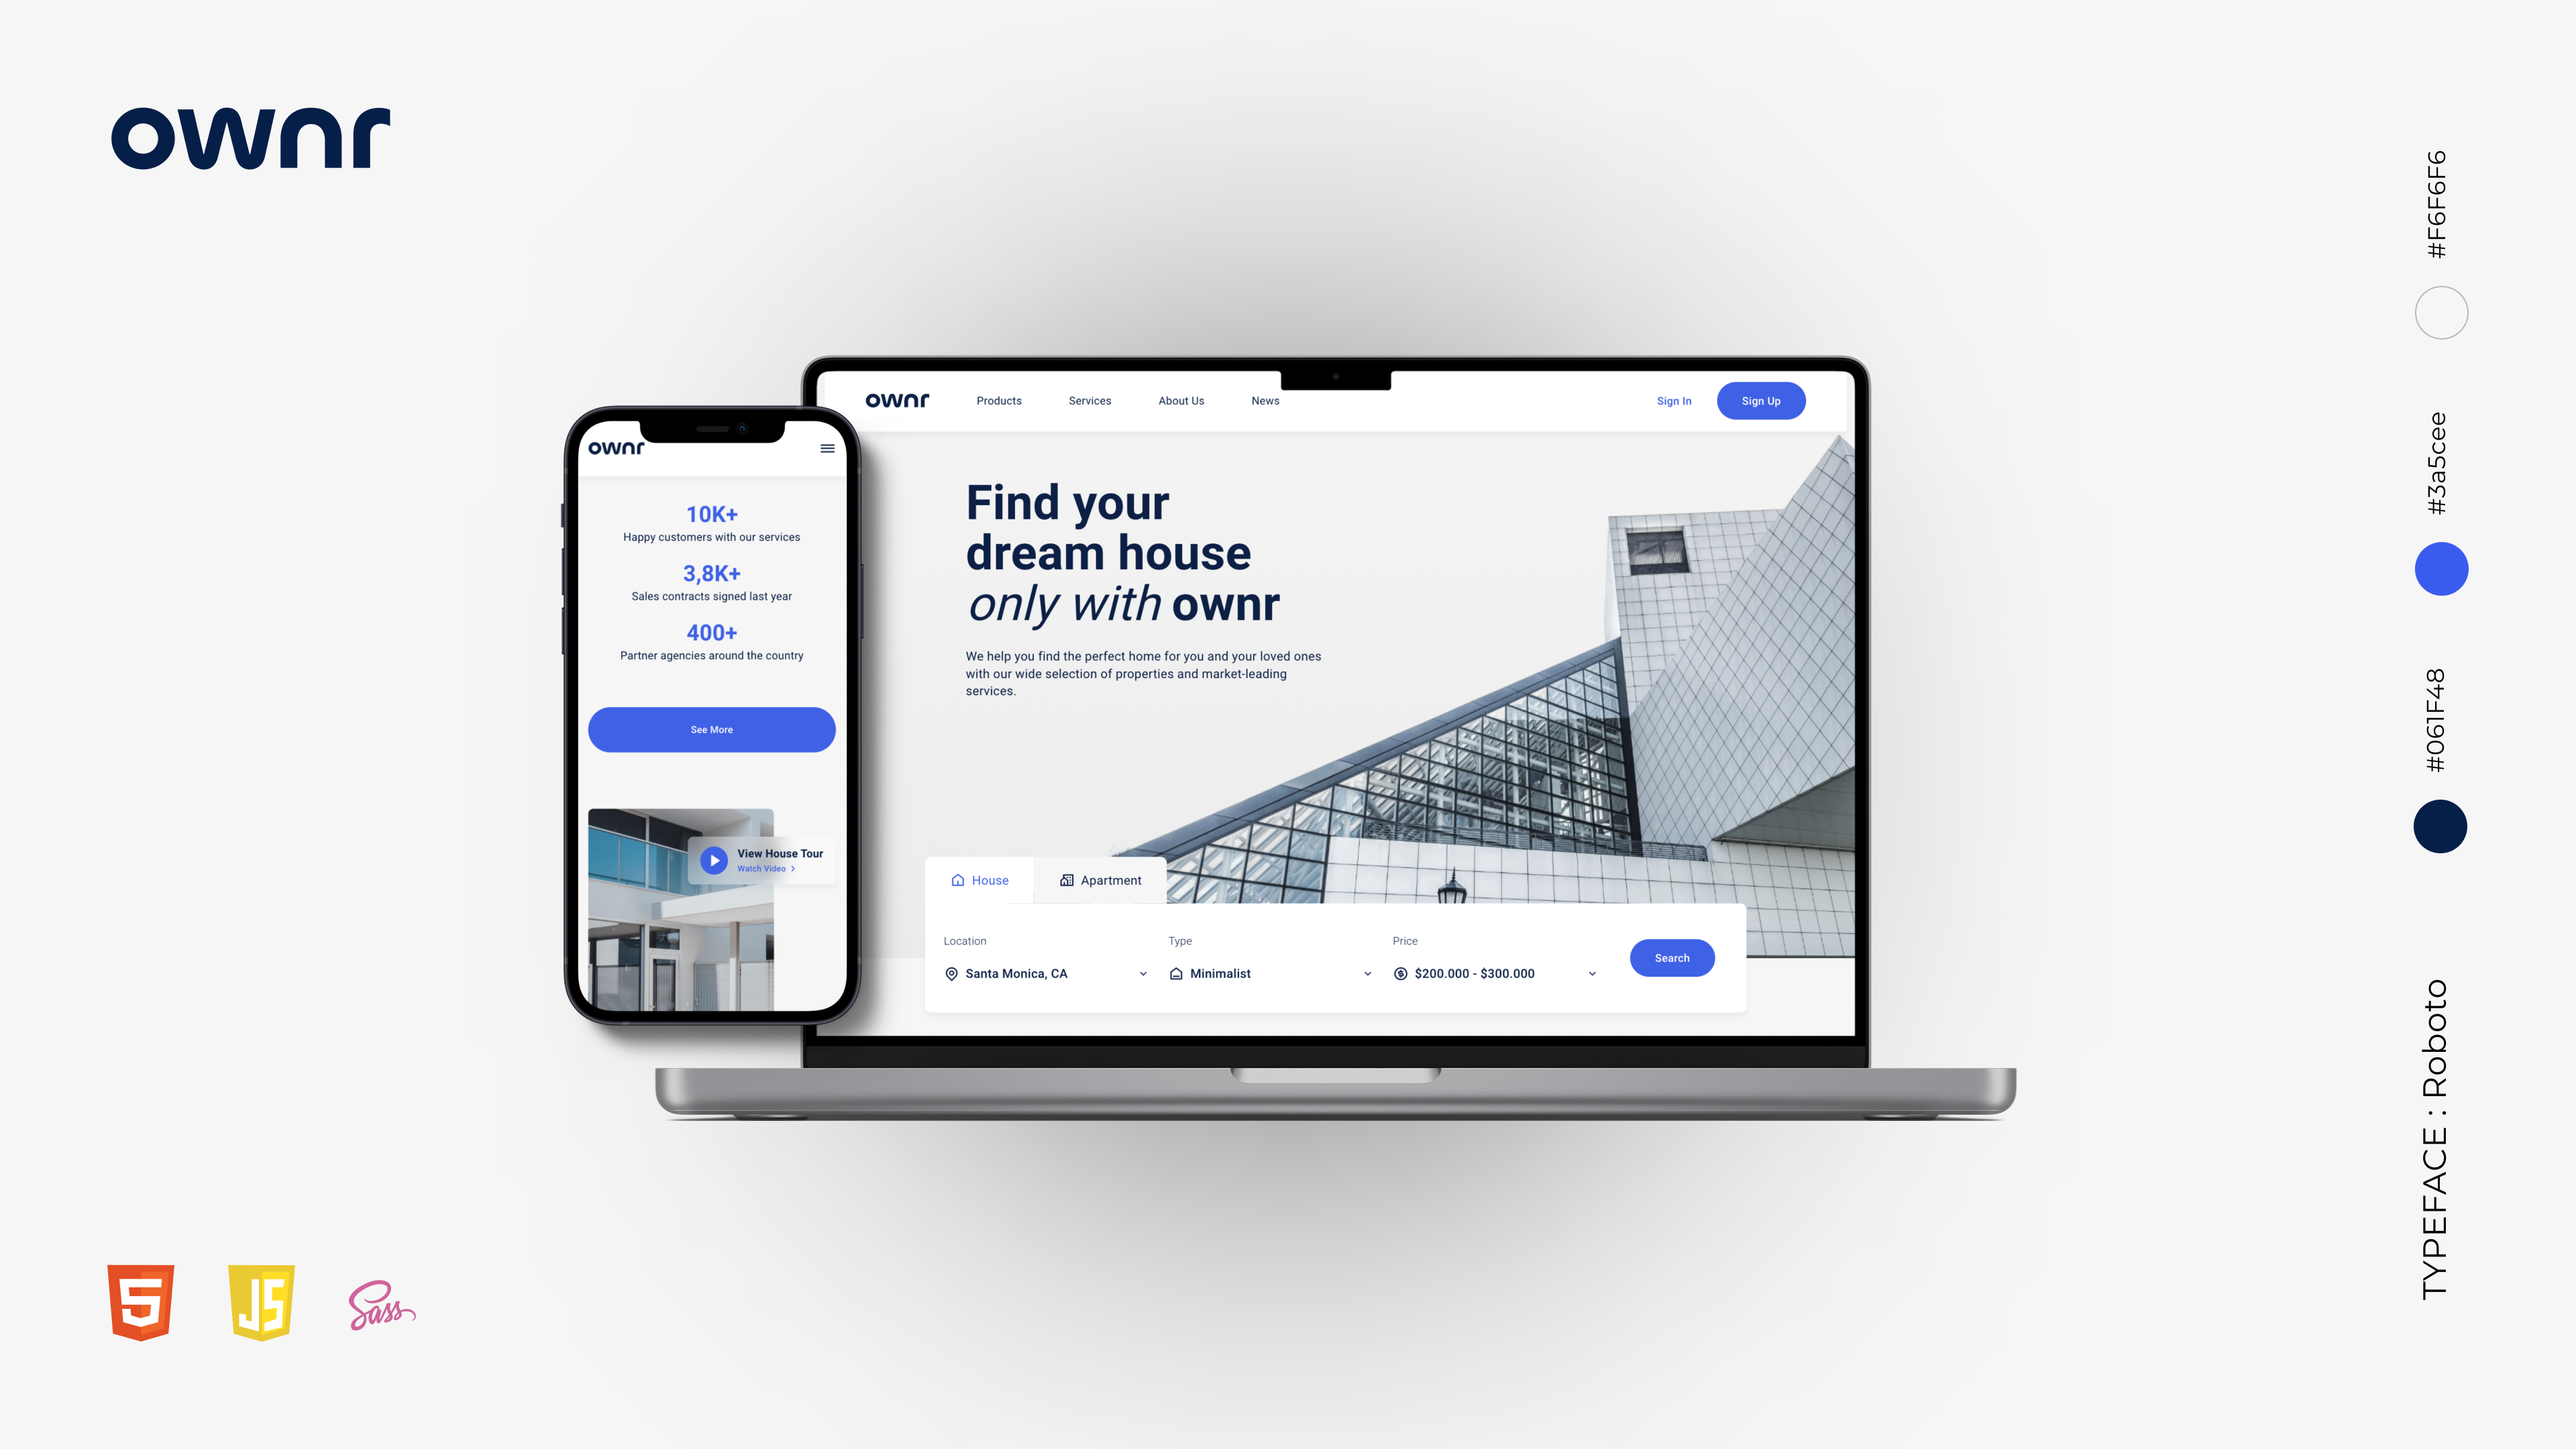 ownr
ownr
10K+
Happy customers with our services
3,8K+
Sales contracts signed last year
400+
Partner agencies around the country
See More
View House Tour
Watch Video
ownr
Products
Services
About Us
News
Sign In
Sign Up
Find your
dream house
only with ownr
We help you find the perfect home for you and your loved ones
with our wide selection of properties and market-leading
services.
House
Apartment
Location
Type
Price
Santa Monica, CA
Minimalist
$200.000 - $300.000
Search
#F6F6F6
#3a5cee
#061F48
TYPEFACE : Roboto
5
JS
Sass